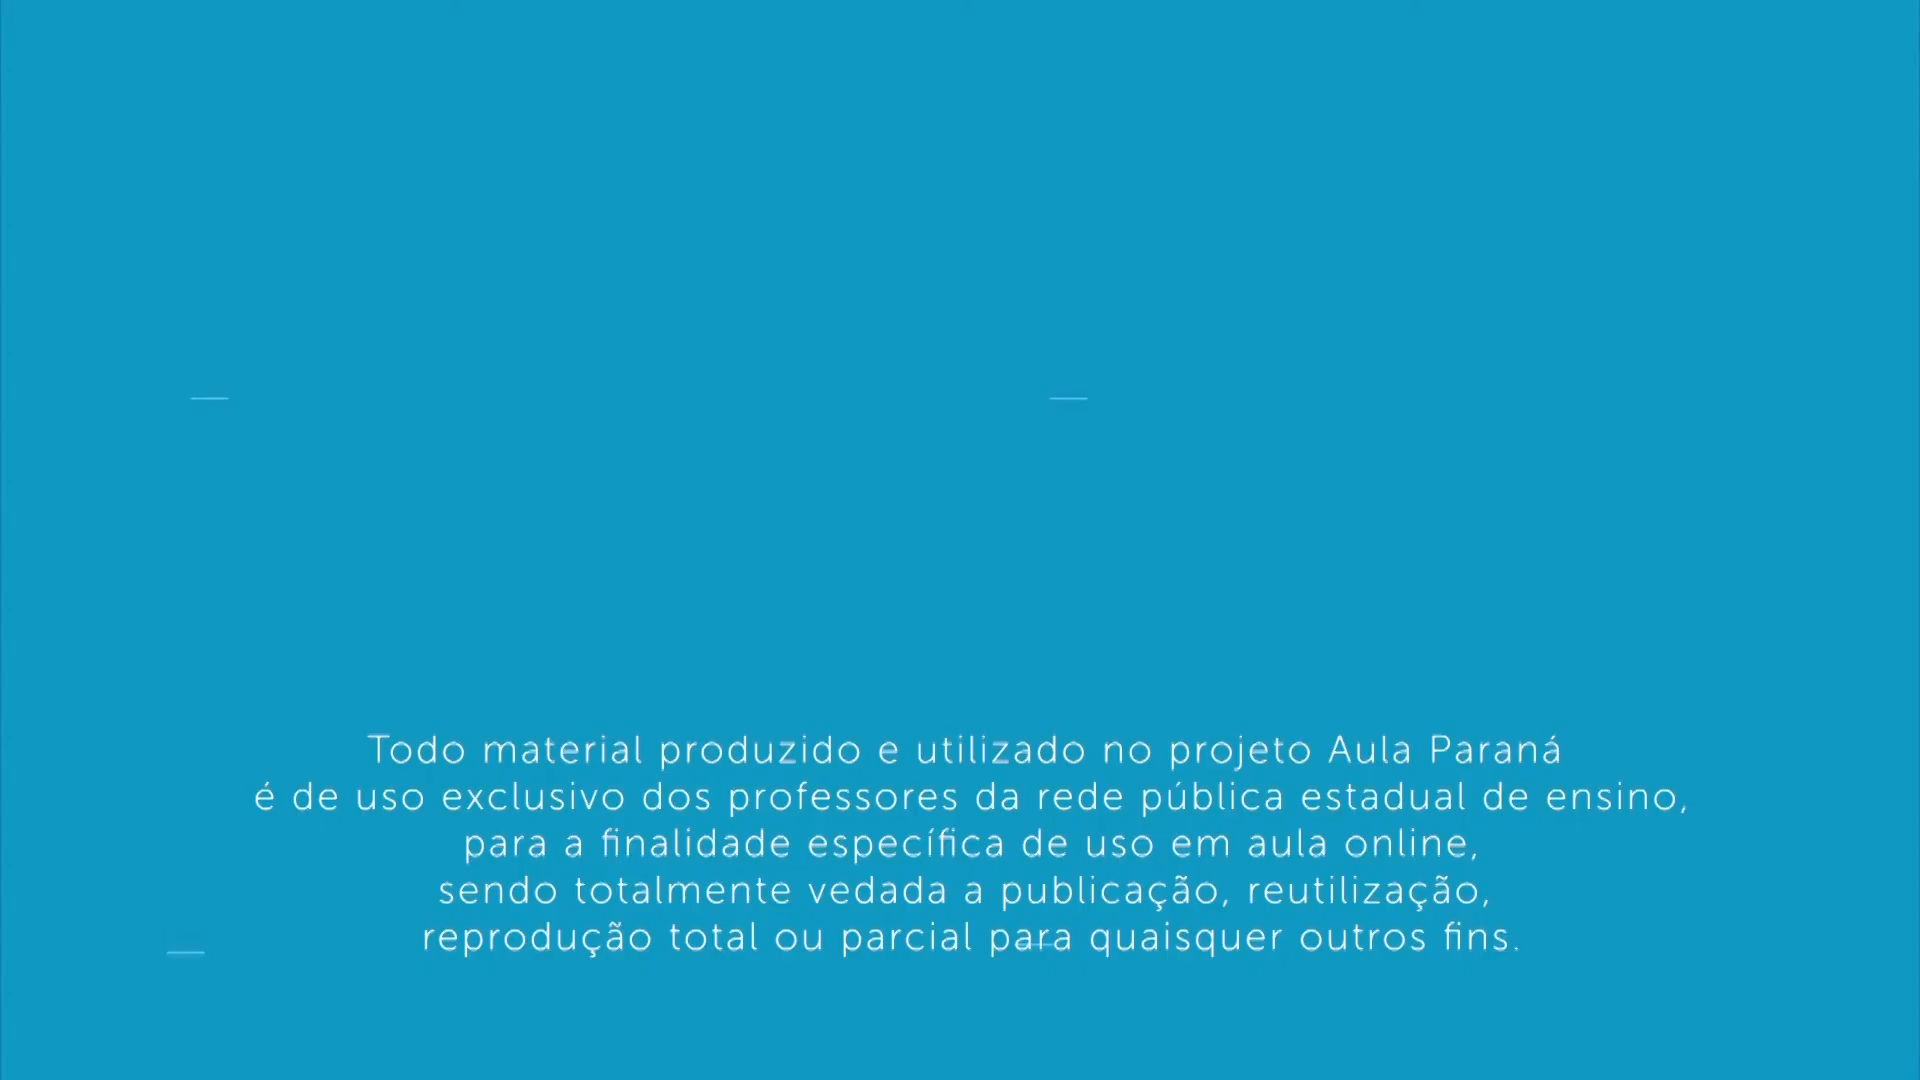 Todo material produzido e utilizado no projeto Aula Paraná
é de uso exclusivo dos professores da rede pública estadual de ensino,
para a finalidade específica de uso em aula online,
sendo totalmente vedada a publicação, reutilização,
reprodução total ou parcial para quaisquer outros fins.